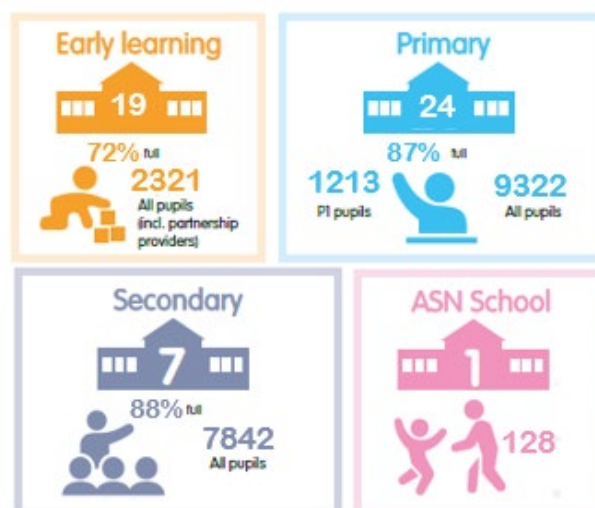 Early learning
19
72% full
2321
All pupils
(incl. partnership
providers)
Primary
24
87% full
1213
P1 pupils
9322
All pupils
Secondary
7
88% full
7842
All pupils
ASN School
1
128